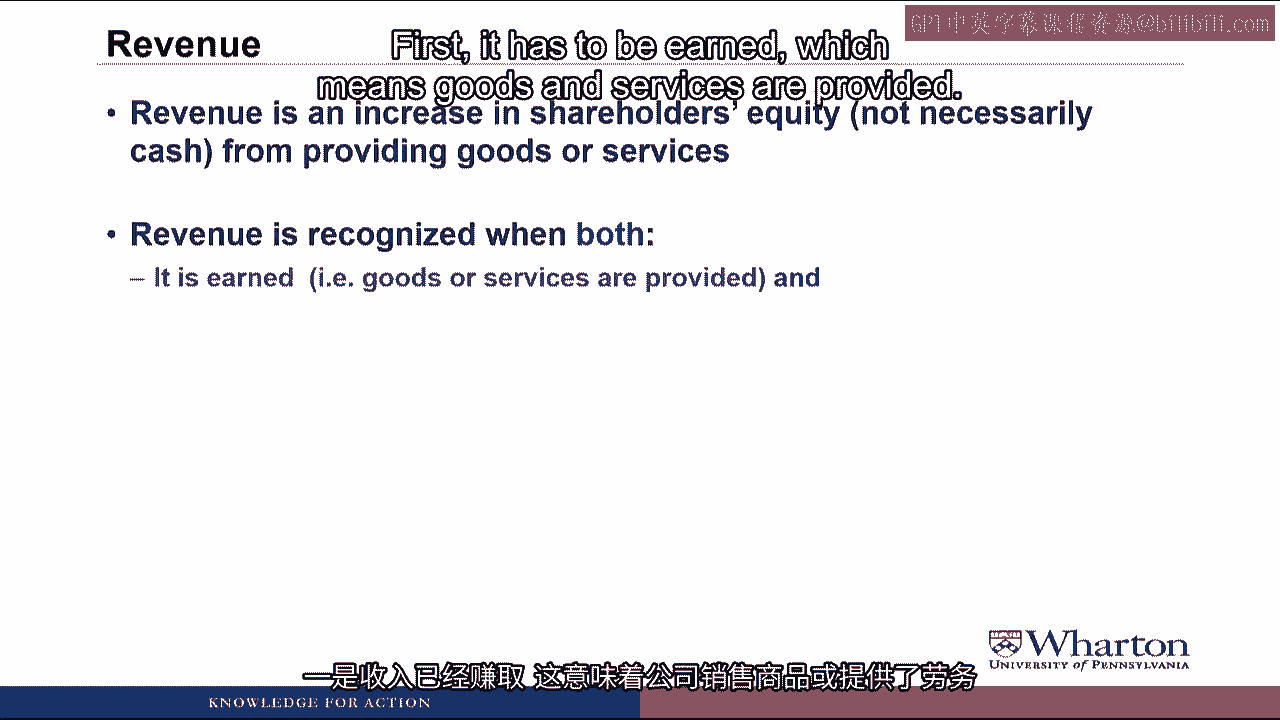 GPT中英字幕课程资源@bilibili.com
Revenue
First, it has to be earned, which
means goods and services are provided.
• Revenue is an increase in shareholders' equity (not necessarily
cash) from providing goods or services
• Revenue is recognized when both:
– It is earned (i.e. goods or services are provided) and
Wharton
UNIVERSITY of PENNSYLVANIA
一是收入已经赚取 这意味着公司销售商品或提供了劳务
KNOWLEDGE FOR ACTION